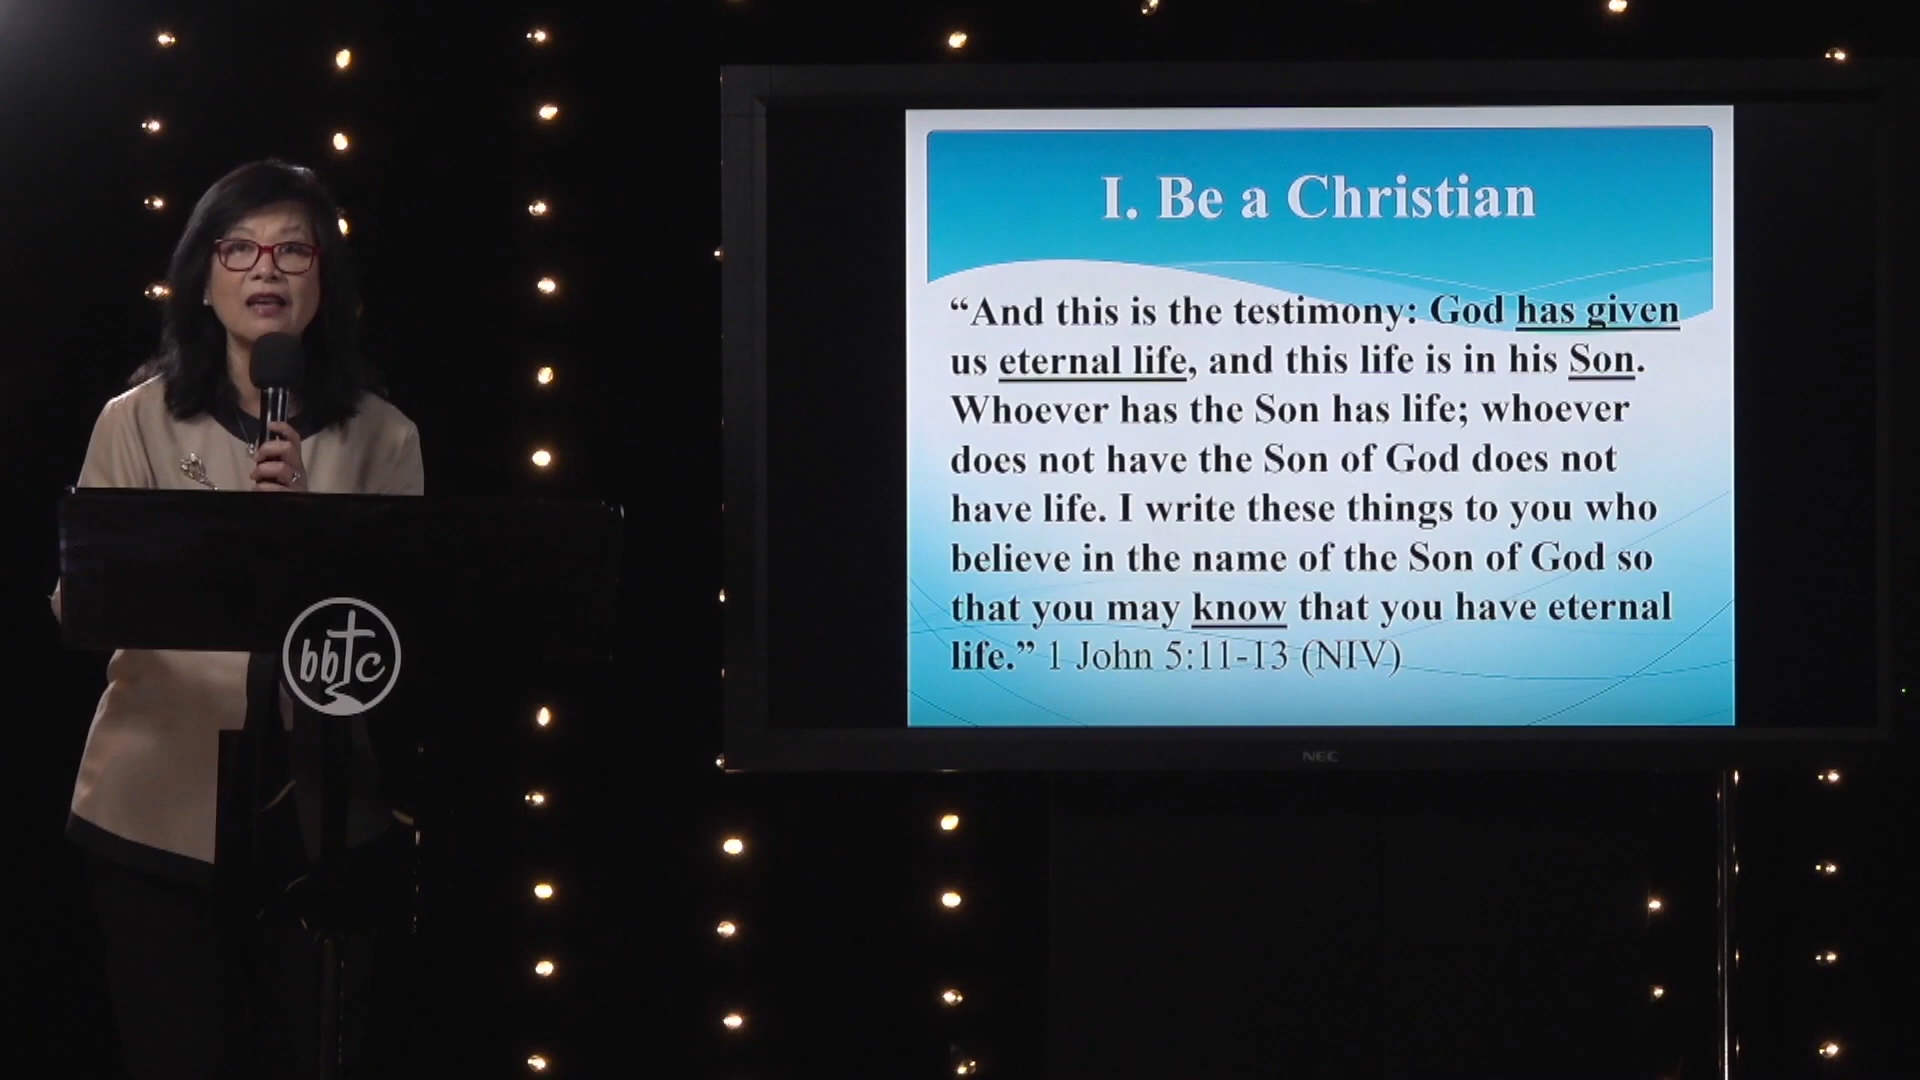 I. Be a Christian
“And this is the testimony: God has given
us eternal life, and this life is in his Son.
Whoever has the Son has life; whoever
does not have the Son of God does not
have life. I write these things to you who
believe in the name of the Son of God so
that you may know that you have eternal
life.” 1 John 5:11-13 (NIV)
NEC
bbtc